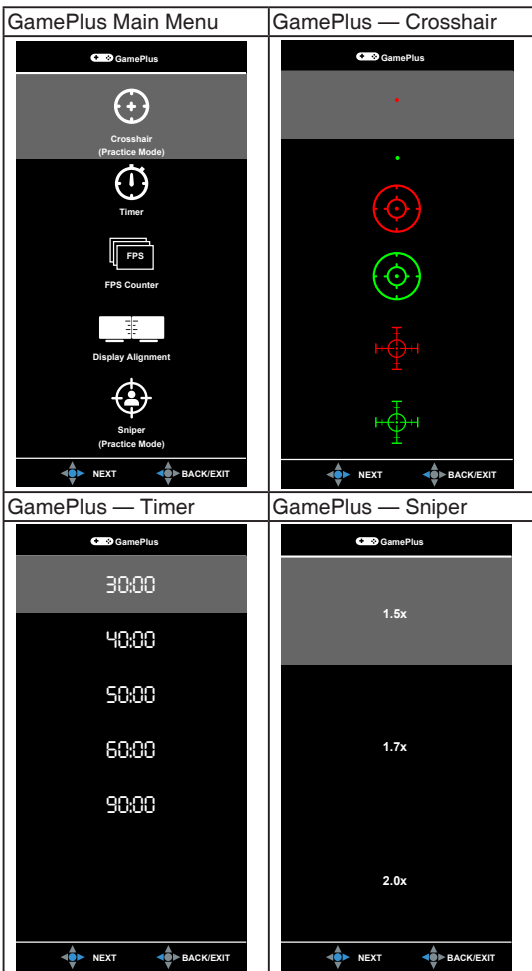 GamePlus Main Menu
GamePlus — Crosshair
GamePlus
Crosshair
(Practice Mode)
Timer
FPS
FPS Counter
Display Alignment
Sniper
(Practice Mode)
NEXT BACK/EXIT
GamePlus
NEXT BACK/EXIT
GamePlus — Timer
GamePlus — Sniper
GamePlus
30:00
40:00
50:00
60:00
90:00
NEXT BACK/EXIT
GamePlus
1.5x
1.7x
2.0x
NEXT BACK/EXIT